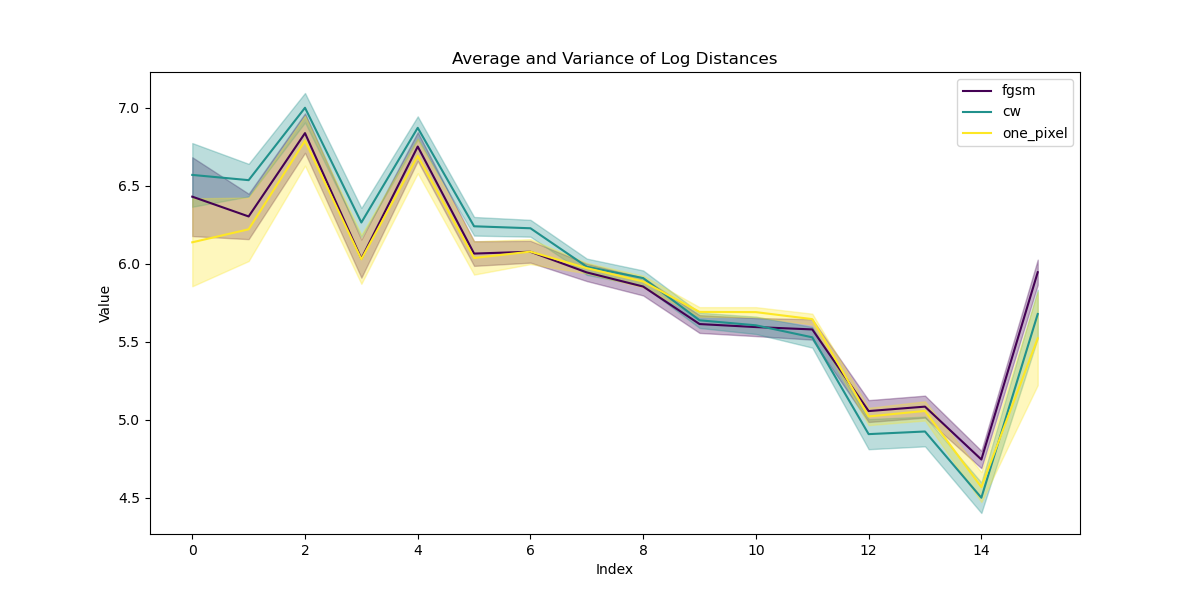 Average and Variance of Log Distances
fgsm
cw
one_pixel
Value
7.0
6.5
6.0
5.5
5.0
4.5
0 2 4 6 8 10 12 14
Index